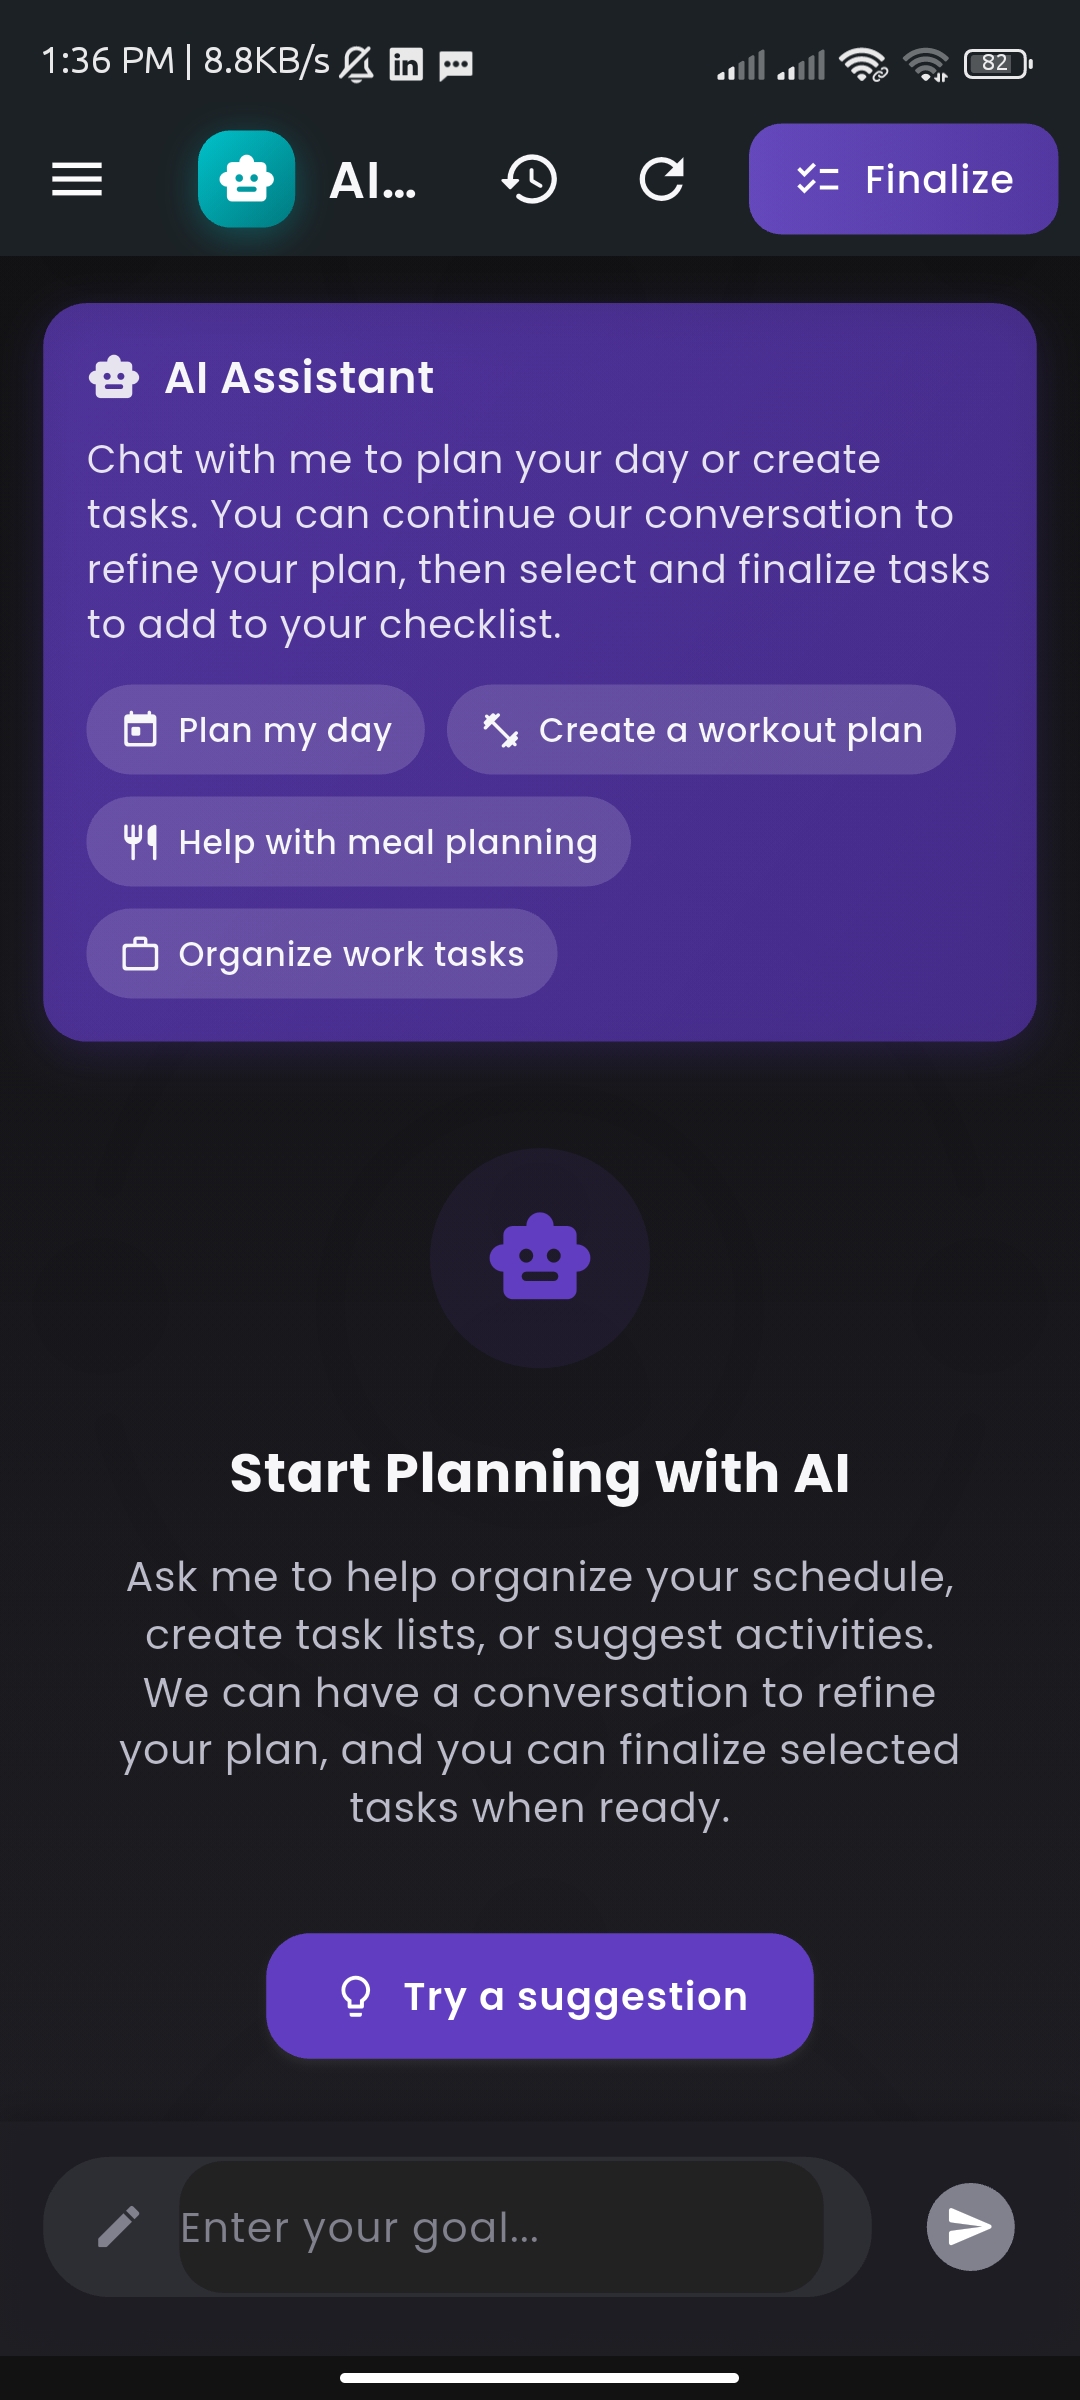 1:36 PM | 8.8KB/s
82
AI...
Finalize
AI Assistant
Chat with me to plan your day or create
tasks. You can continue our conversation to
refine your plan, then select and finalize tasks
to add to your checklist.
Plan my day
Create a workout plan
Help with meal planning
Organize work tasks
Start Planning with AI
Ask me to help organize your schedule,
create task lists, or suggest activities.
We can have a conversation to refine
your plan, and you can finalize selected
tasks when ready.
Try a suggestion
Enter your goal...